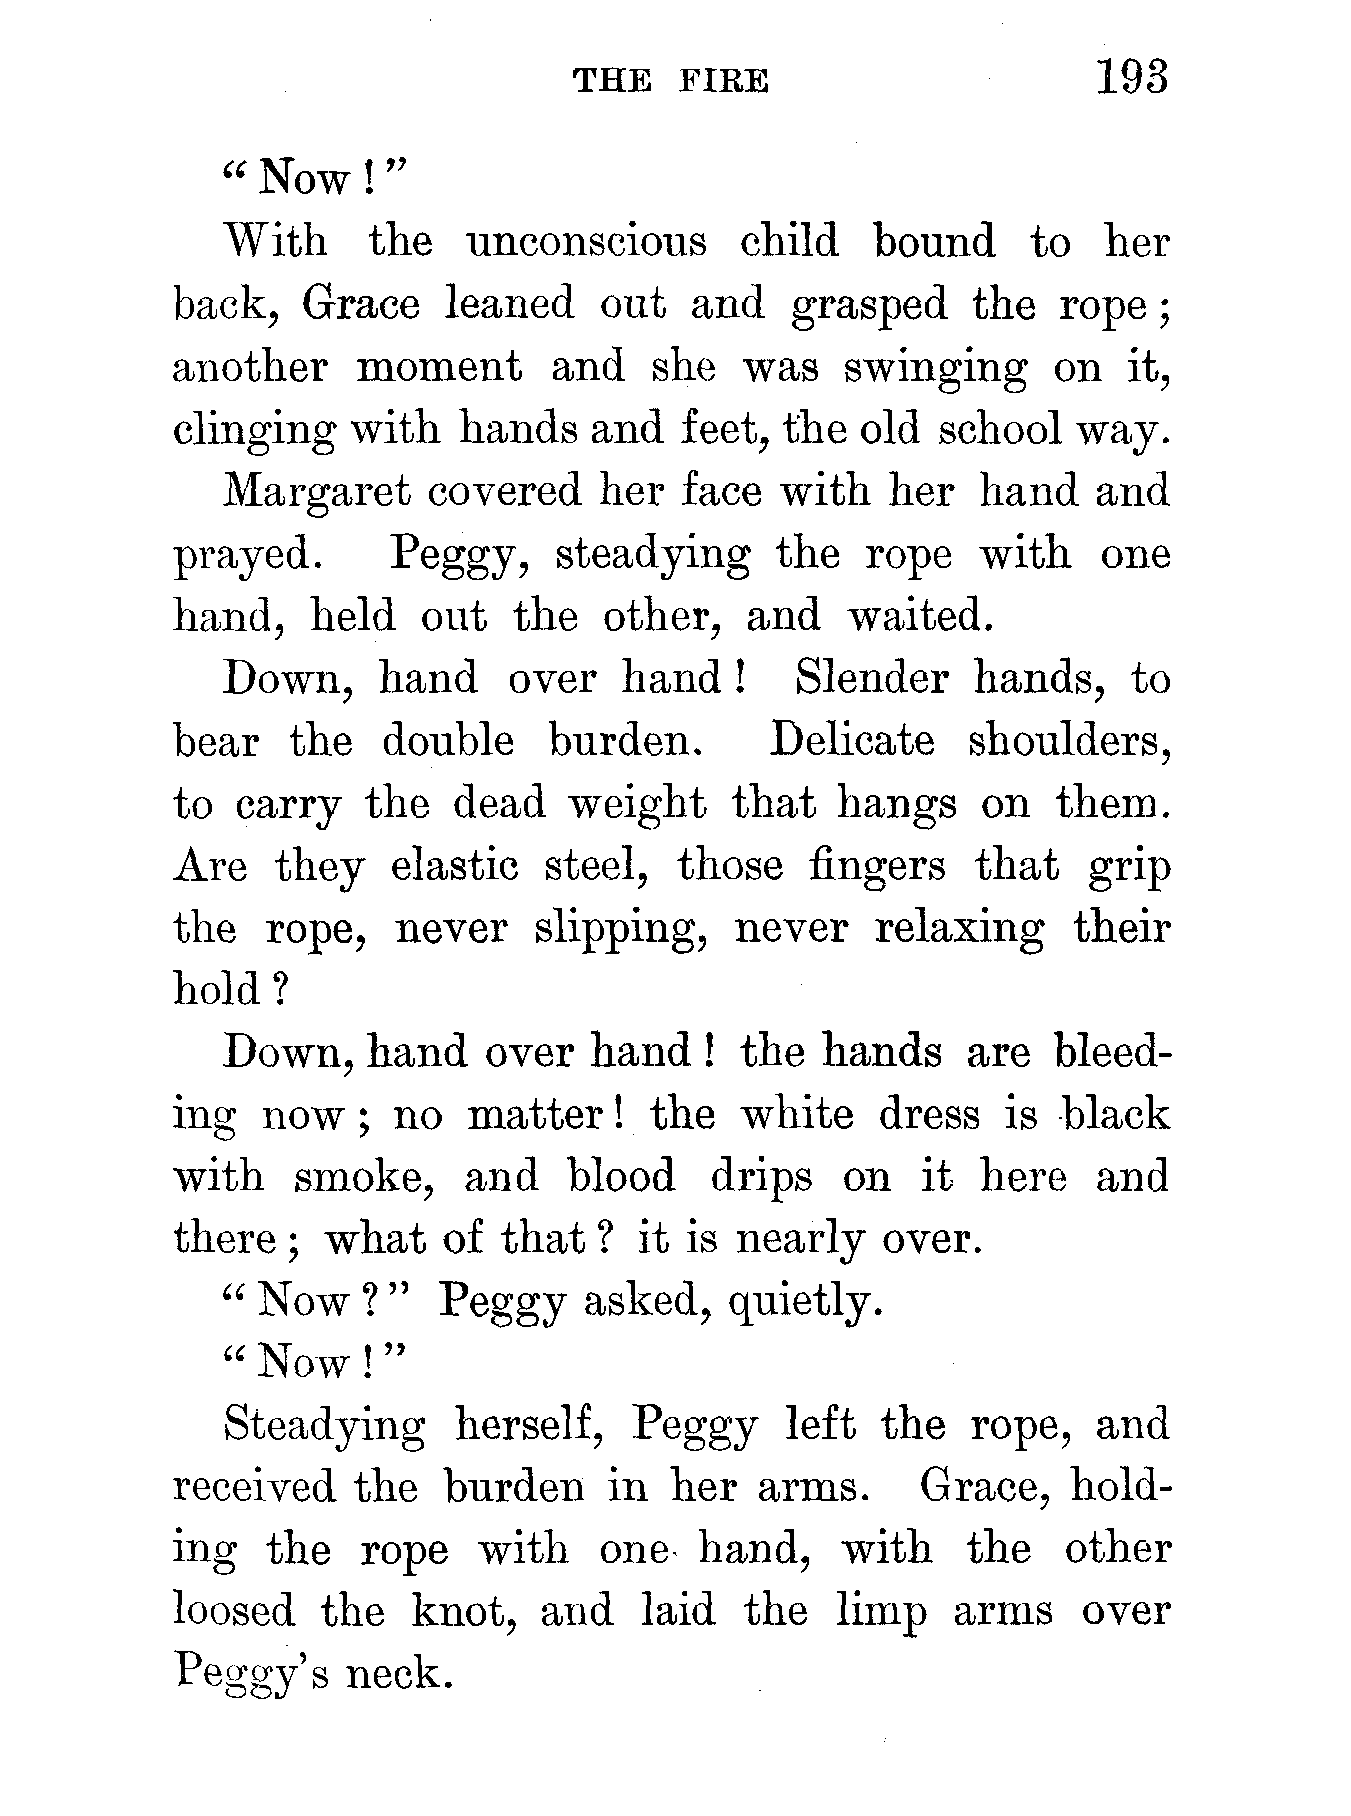 THE FIRE 193
“Now!”
With the unconscious child bound to her
back, Grace leaned out and grasped the rope;
another moment and she was swinging on it,
clinging with hands and feet, the old school way.
Margaret covered her face with her hand and
prayed. Peggy, steadying the rope with one
hand, held out the other, and waited.
Down, hand over hand! Slender hands, to
bear the double burden. Delicate shoulders,
to carry the dead weight that hangs on them.
Are they elastic steel, those fingers that grip
the rope, never slipping, never relaxing their
hold?
Down, hand over hand! the hands are bleed-
ing now; no matter! the white dress is black
with smoke, and blood drips on it here and
there; what of that? it is nearly over.
“Now?” Peggy asked, quietly.
“Now!”
Steadying herself, Peggy left the rope, and
received the burden in her arms. Grace, hold-
ing the rope with one hand, with the other
loosed the knot, and laid the limp arms over
Peggy’s neck.